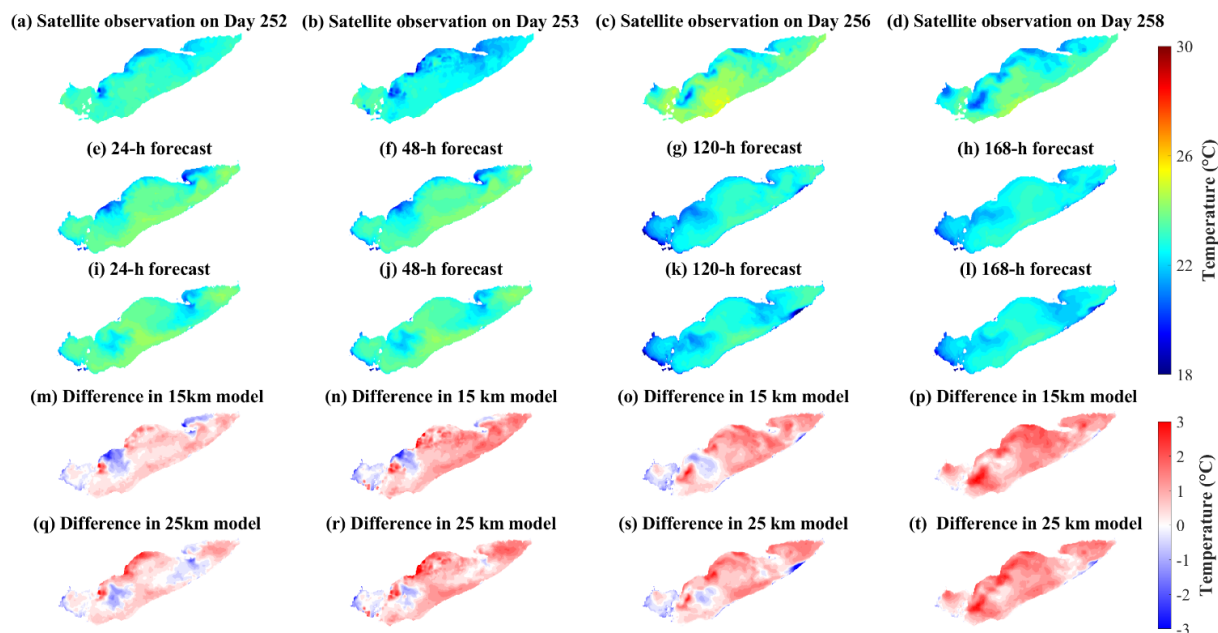 (a) Satellite observation on Day 252
(b) Satellite observation on Day 253
(c) Satellite observation on Day 256
(d) Satellite observation on Day 258
(e) 24-h forecast
(f) 48-h forecast
(g) 120-h forecast
(h) 168-h forecast
(i) 24-h forecast
(j) 48-h forecast
(k) 120-h forecast
(l) 168-h forecast
30
26
22
18
Temperature (°C)
(m) Difference in 15km model
(n) Difference in 15 km model
(o) Difference in 15 km model
(p) Difference in 15km model
(q) Difference in 25km model
(r) Difference in 25 km model
(s) Difference in 25 km model
(t) Difference in 25 km model
3
2
1
0
-1
-2
-3
Temperature (°C)